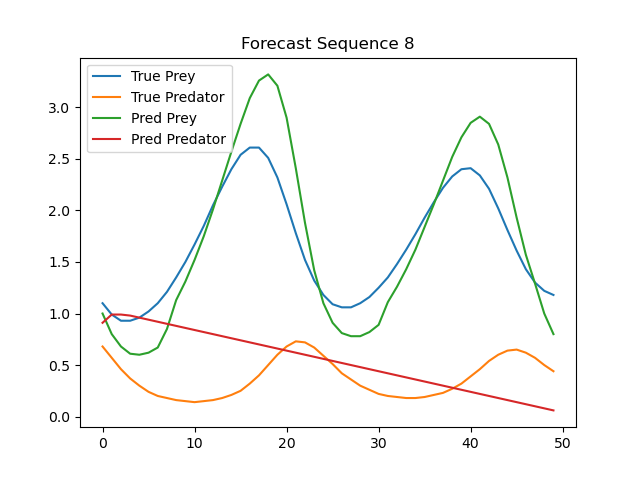 Forecast Sequence 8
True Prey
True Predator
Pred Prey
Pred Predator
3.0
2.5
2.0
1.5
1.0
0.5
0.0
0 10 20 30 40 50